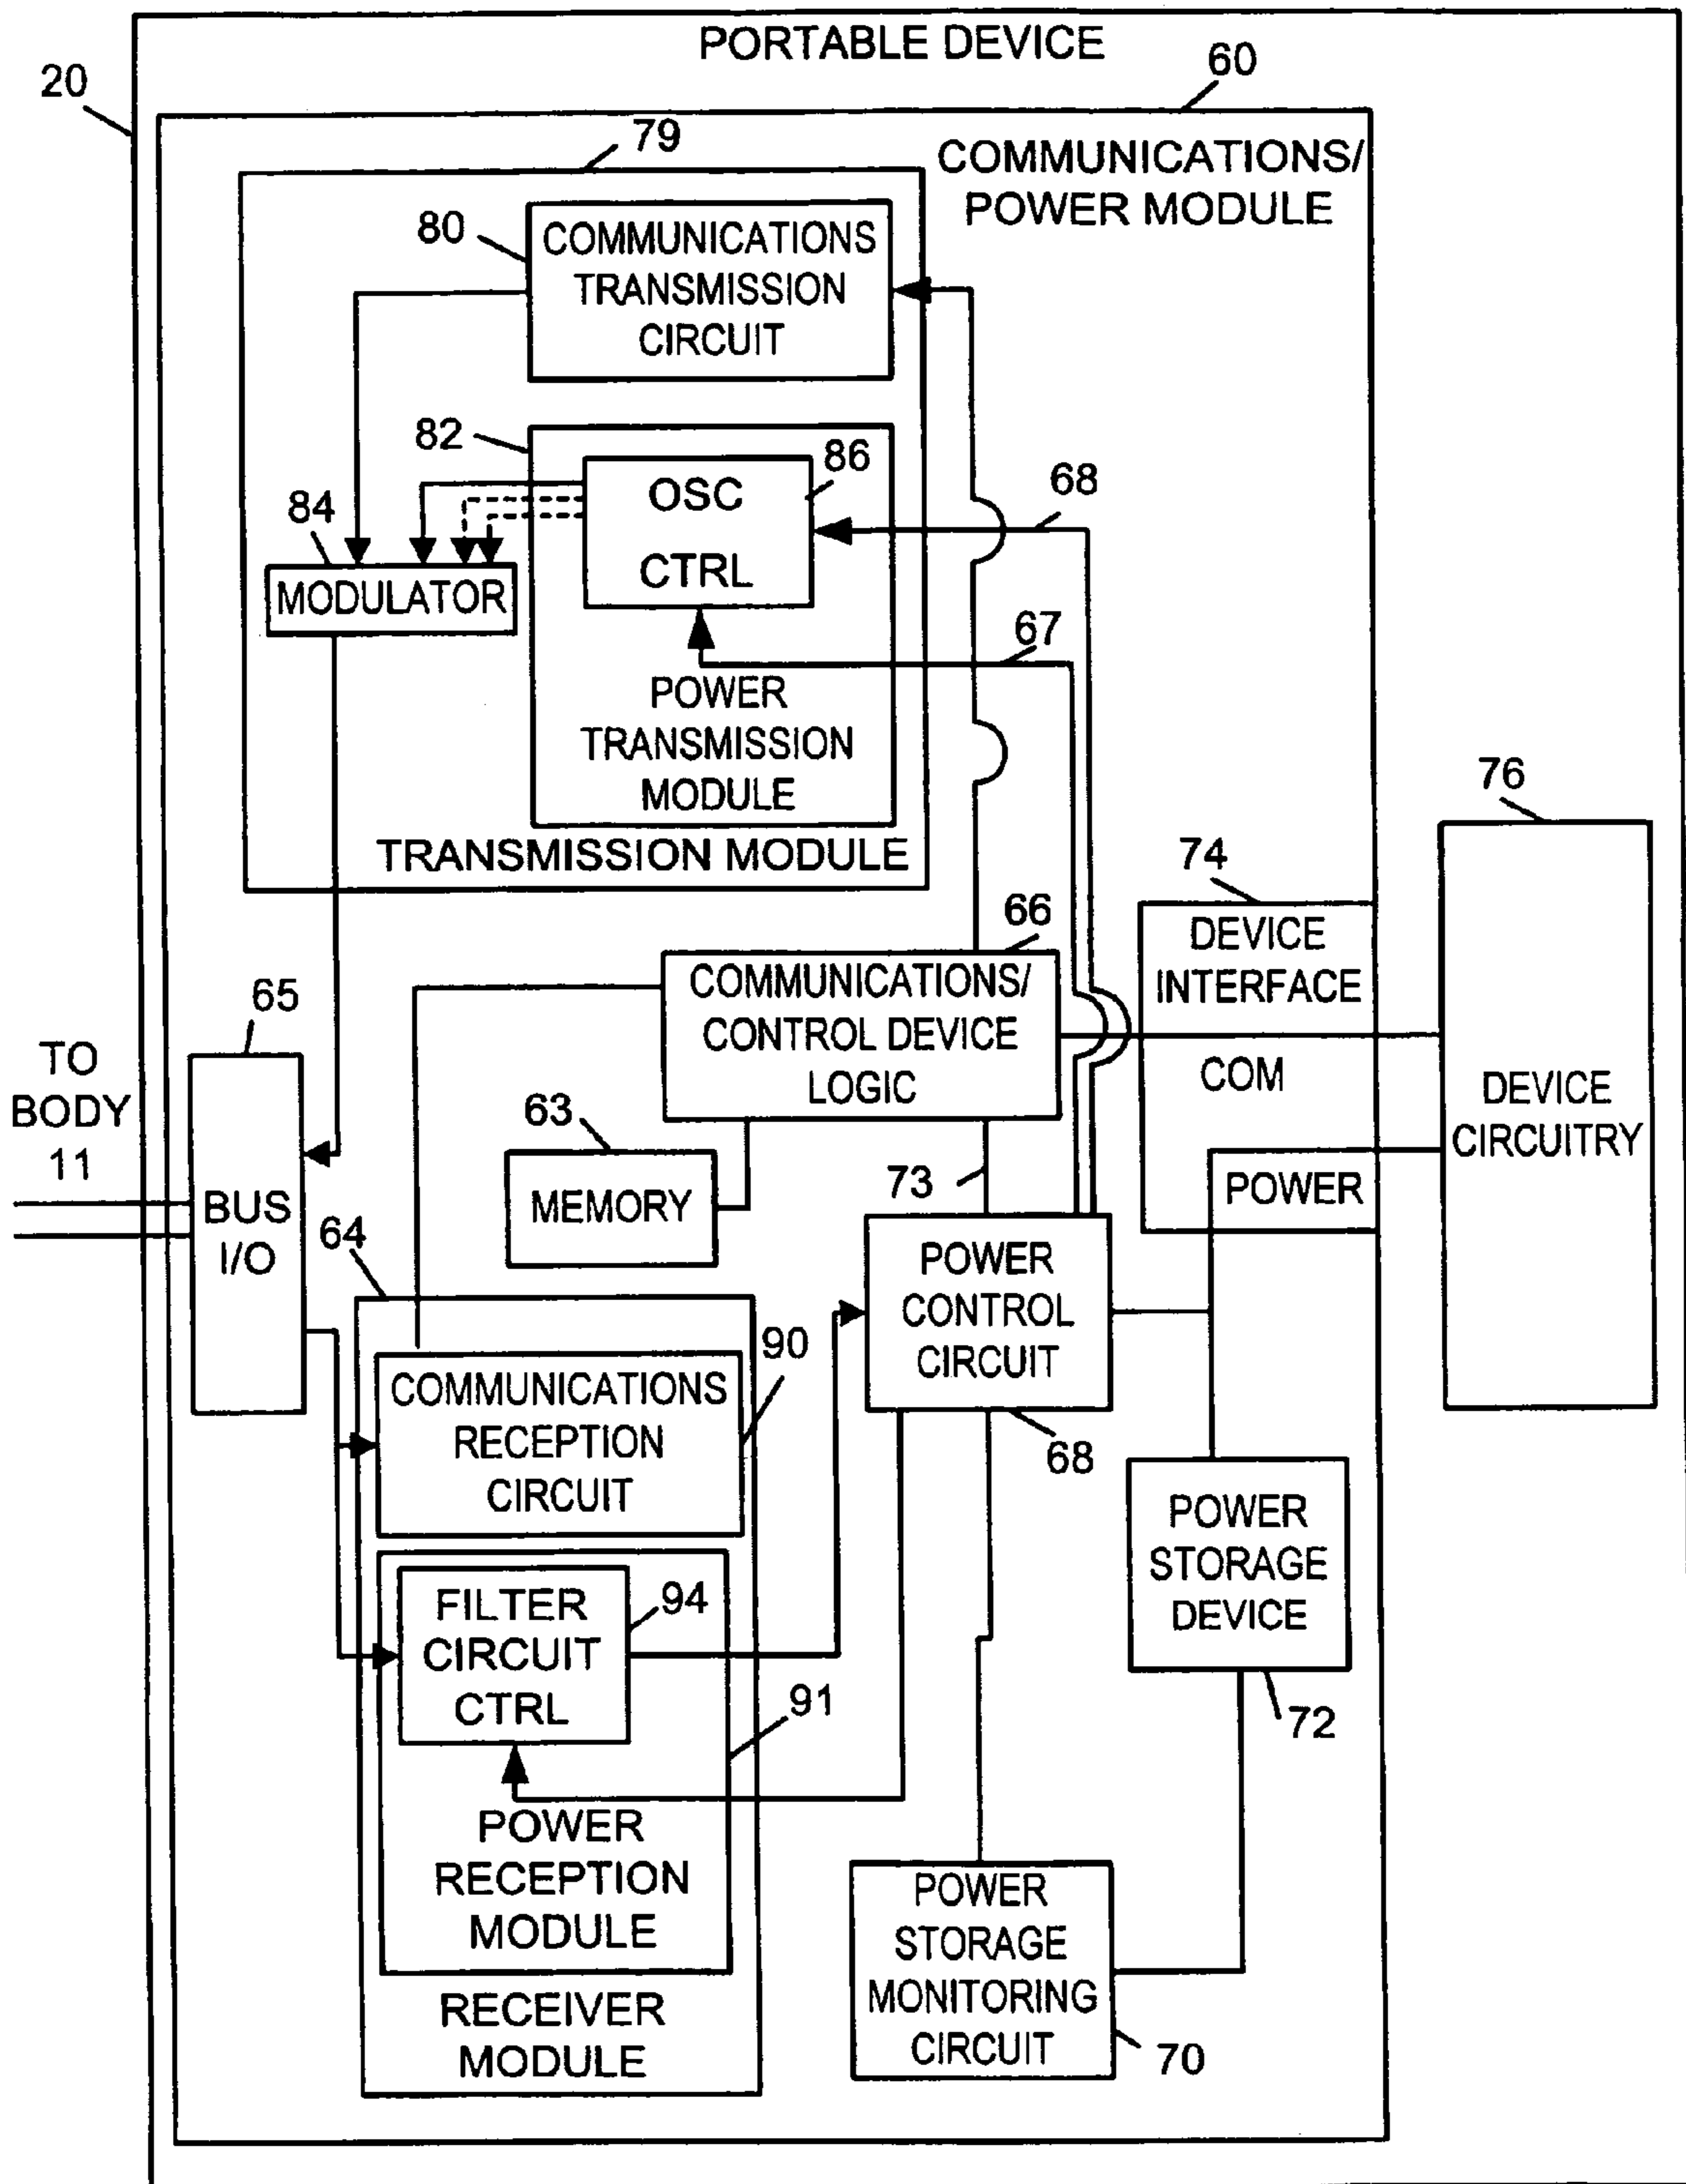 PORTABLE DEVICE
20
60
79
COMMUNICATIONS/
POWER MODULE
80
COMMUNICATIONS
TRANSMISSION
CIRCUIT
82
86
68
OSC
CTRL
84
MODULATOR
67
POWER
TRANSMISSION
MODULE
TRANSMISSION MODULE
76
74
DEVICE
INTERFACE
COM
POWER
66
COMMUNICATIONS/
CONTROL DEVICE
LOGIC
65
TO
BODY
11
BUS
I/O
DEVICE
CIRCUITRY
63
MEMORY
73
64
POWER
CONTROL
CIRCUIT
68
90
COMMUNICATIONS
RECEPTION
CIRCUIT
POWER
STORAGE
DEVICE
72
FILTER
CIRCUIT
CTRL
94
91
POWER
RECEPTION
MODULE
RECEIVER
MODULE
POWER
STORAGE
MONITORING
CIRCUIT
70